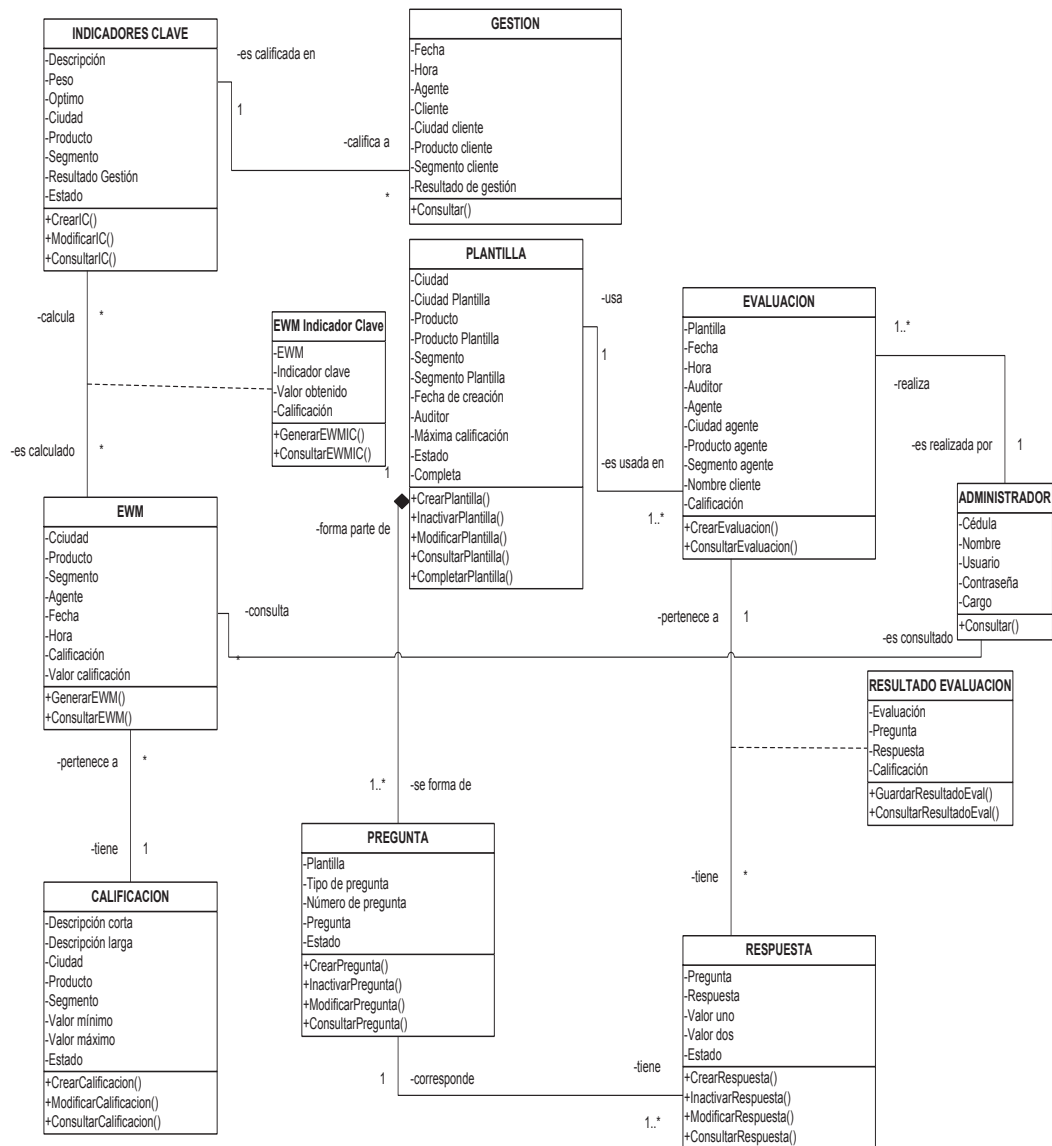 INDICADORES CLAVE
-Descripción
-Peso
-Optimo
-Ciudad
-Producto
-Segmento
-Resultado Gestión
-Estado
+CrearIC()
+ModificarIC()
+ConsultarIC()
-es calificada en
1
-califica a
*
GESTION
-Fecha
-Hora
-Agente
-Cliente
-Ciudad cliente
-Producto cliente
-Segmento cliente
-Resultado de gestión
+Consultar()
-calcula
*
-es calculado
*
EWM Indicador Clave
-EWM
-Indicador clave
-Valor obtenido
-Calificación
+GenerarEWMIC()
+ConsultarEWMIC()
PLANTILLA
-Ciudad
-Ciudad Plantilla
-Producto
-Producto Plantilla
-Segmento
-Segmento Plantilla
-Fecha de creación
-Auditor
-Máxima calificación
-Estado
-Completa
+CrearPlantilla()
+InactivarPlantilla()
+ModificarPlantilla()
+ConsultarPlantilla()
+CompletarPlantilla()
-usa
1
-es usada en
1..*
EVALUACION
-Plantilla
-Fecha
-Hora
-Auditor
-Agente
-Ciudad agente
-Producto agente
-Segmento agente
-Nombre cliente
-Calificación
+CrearEvaluacion()
+ConsultarEvaluacion()
1..*
-realiza
-es realizada por
1
ADMINISTRADOR
-Cédula
-Nombre
-Usuario
-Contraseña
-Cargo
+Consultar()
EWM
-Cciudad
-Producto
-Segmento
-Agente
-Fecha
-Hora
-Calificación
-Valor calificación
+GenerarEWM()
+ConsultarEWM()
-consulta
*
-es consultado
1
-forma parte de
1..*
-se forma de
-pertenece a
1
-tiene
*
RESULTADO EVALUACION
-Evaluación
-Pregunta
-Respuesta
-Calificación
+GuardarResultadoEval()
+ConsultarResultadoEval()
-pertenece a
*
-tiene
1
CALIFICACION
-Descripción corta
-Descripción larga
-Ciudad
-Producto
-Segmento
-Valor mínimo
-Valor máximo
-Estado
+CrearCalificacion()
+ModificarCalificacion()
+ConsultarCalificacion()
PREGUNTA
-Plantilla
-Tipo de pregunta
-Número de pregunta
-Pregunta
-Estado
+CrearPregunta()
+InactivarPregunta()
+ModificarPregunta()
+ConsultarPregunta()
1
-corresponde
-tiene
1..*
RESPUESTA
-Pregunta
-Respuesta
-Valor uno
-Valor dos
-Estado
+CrearRespuesta()
+InactivarRespuesta()
+ModificarRespuesta()
+ConsultarRespuesta()